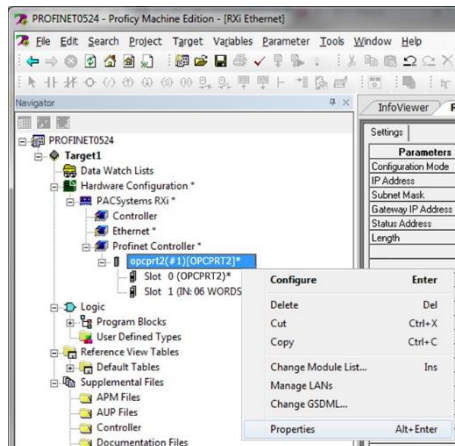 PROFINET0524 - Proficy Machine Edition - [RXi Ethernet]
File Edit Search Project Target Variables Parameter Tools Window Help
Navigator
InfoViewer
Settings
Parameters
Configuration Mode
IP Address
Subnet Mask
Gateway IP Address
Status Address
Length
PROFINET0524
Target1
Data Watch Lists
Hardware Configuration *
PACSystems RXi *
Controller
Ethernet *
Profinet Controller *
opcprt2(#1)[OPCPRT2]*
Slot 0 (OPCPRT2)*
Slot 1 (IN: 06 WORDS
Logic
Program Blocks
User Defined Types
Reference View Tables
Default Tables
Supplemental Files
APM Files
AUP Files
Controller
Documentation Files
Configure Enter
Delete Del
Cut Ctrl+X
Copy Ctrl+C
Change Module List... Ins
Manage LANs
Change GSDML...
Properties Alt+Enter